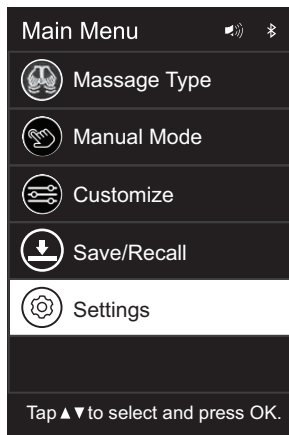 Main Menu
Massage Type
Manual Mode
Customize
Save/Recall
Settings
Tap▲▼to select and press OK.